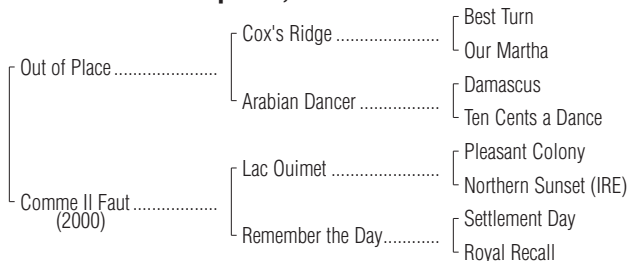 Best Turn
Cox's Ridge ......................
Our Martha
Out of Place ......................
Damascus
Arabian Dancer .................
Ten Cents a Dance
Pleasant Colony
Lac Ouimet .......................
Northern Sunset (IRE)
Comme Il Faut ..................
(2000)
Settlement Day
Remember the Day............
Royal Recall